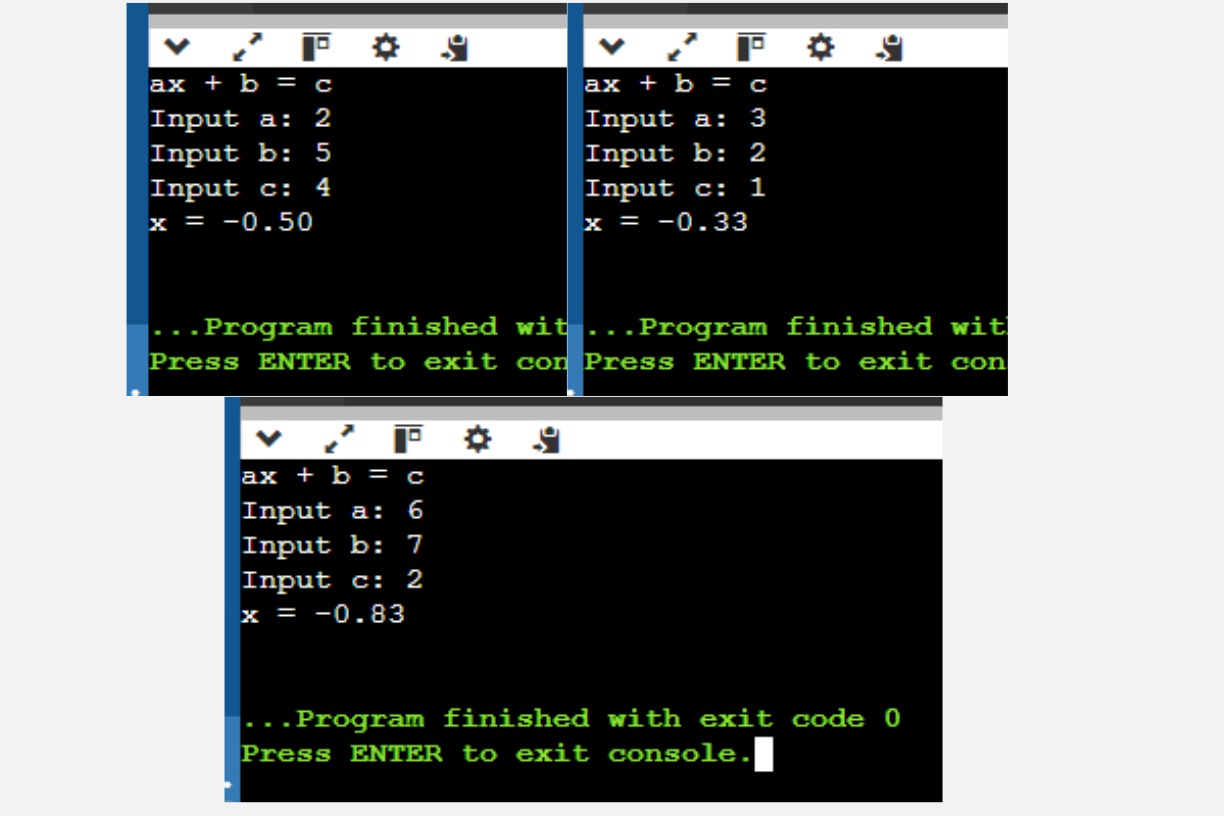 ax + b = c
Input a: 2
Input b: 5
Input c: 4
x = -0.50
...Program finished wit
Press ENTER to exit con
ax + b = c
Input a: 3
Input b: 2
Input c: 1
x = -0.33
...Program finished wit
Press ENTER to exit con
ax + b = c
Input a: 6
Input b: 7
Input c: 2
x = -0.83
...Program finished with exit code 0
Press ENTER to exit console.